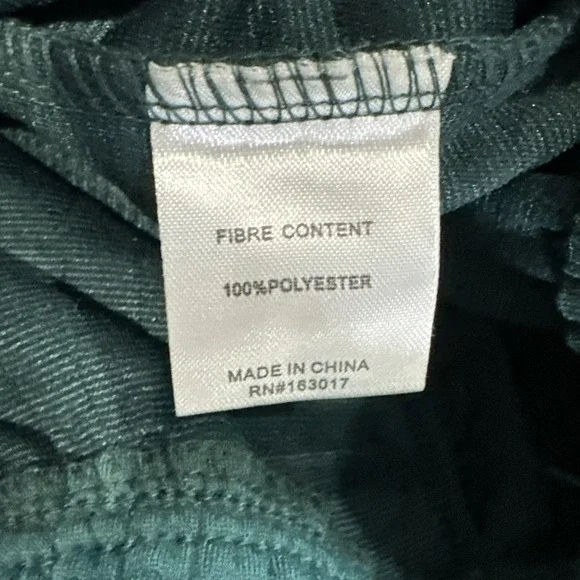 FIBRE CONTENT
100%POLYESTER
MADE IN CHINA
RN#163017